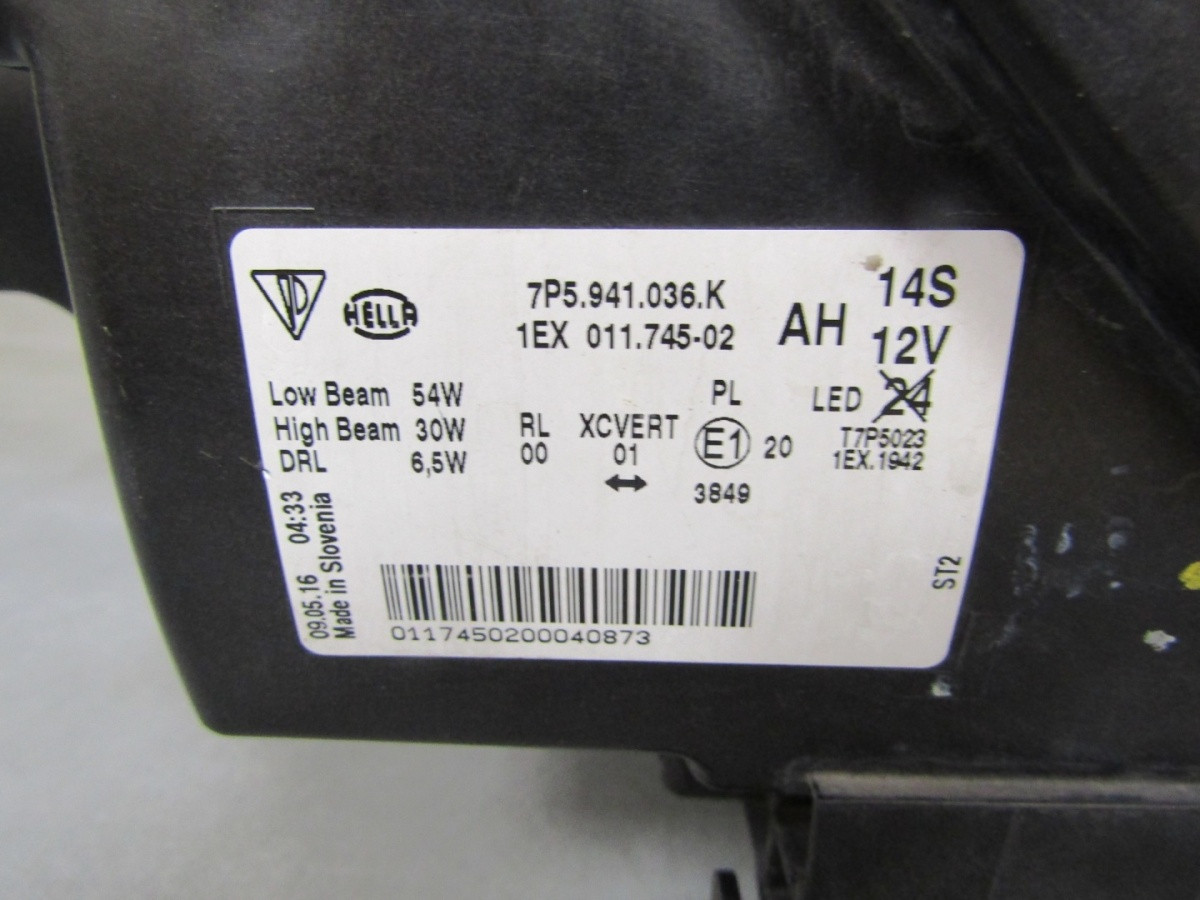 HELLA
7P5.941.036.K
1EX 011.745-02
AH
14S
12V
Low Beam 54W
High Beam 30W
DRL 6,5W
RL
00
XCVERT
01
PL
E1 20
3849
LED 24
T7P5023
1EX.1942
09.05.16 04:33
Made in Slovenia
ST2
0117450200040873